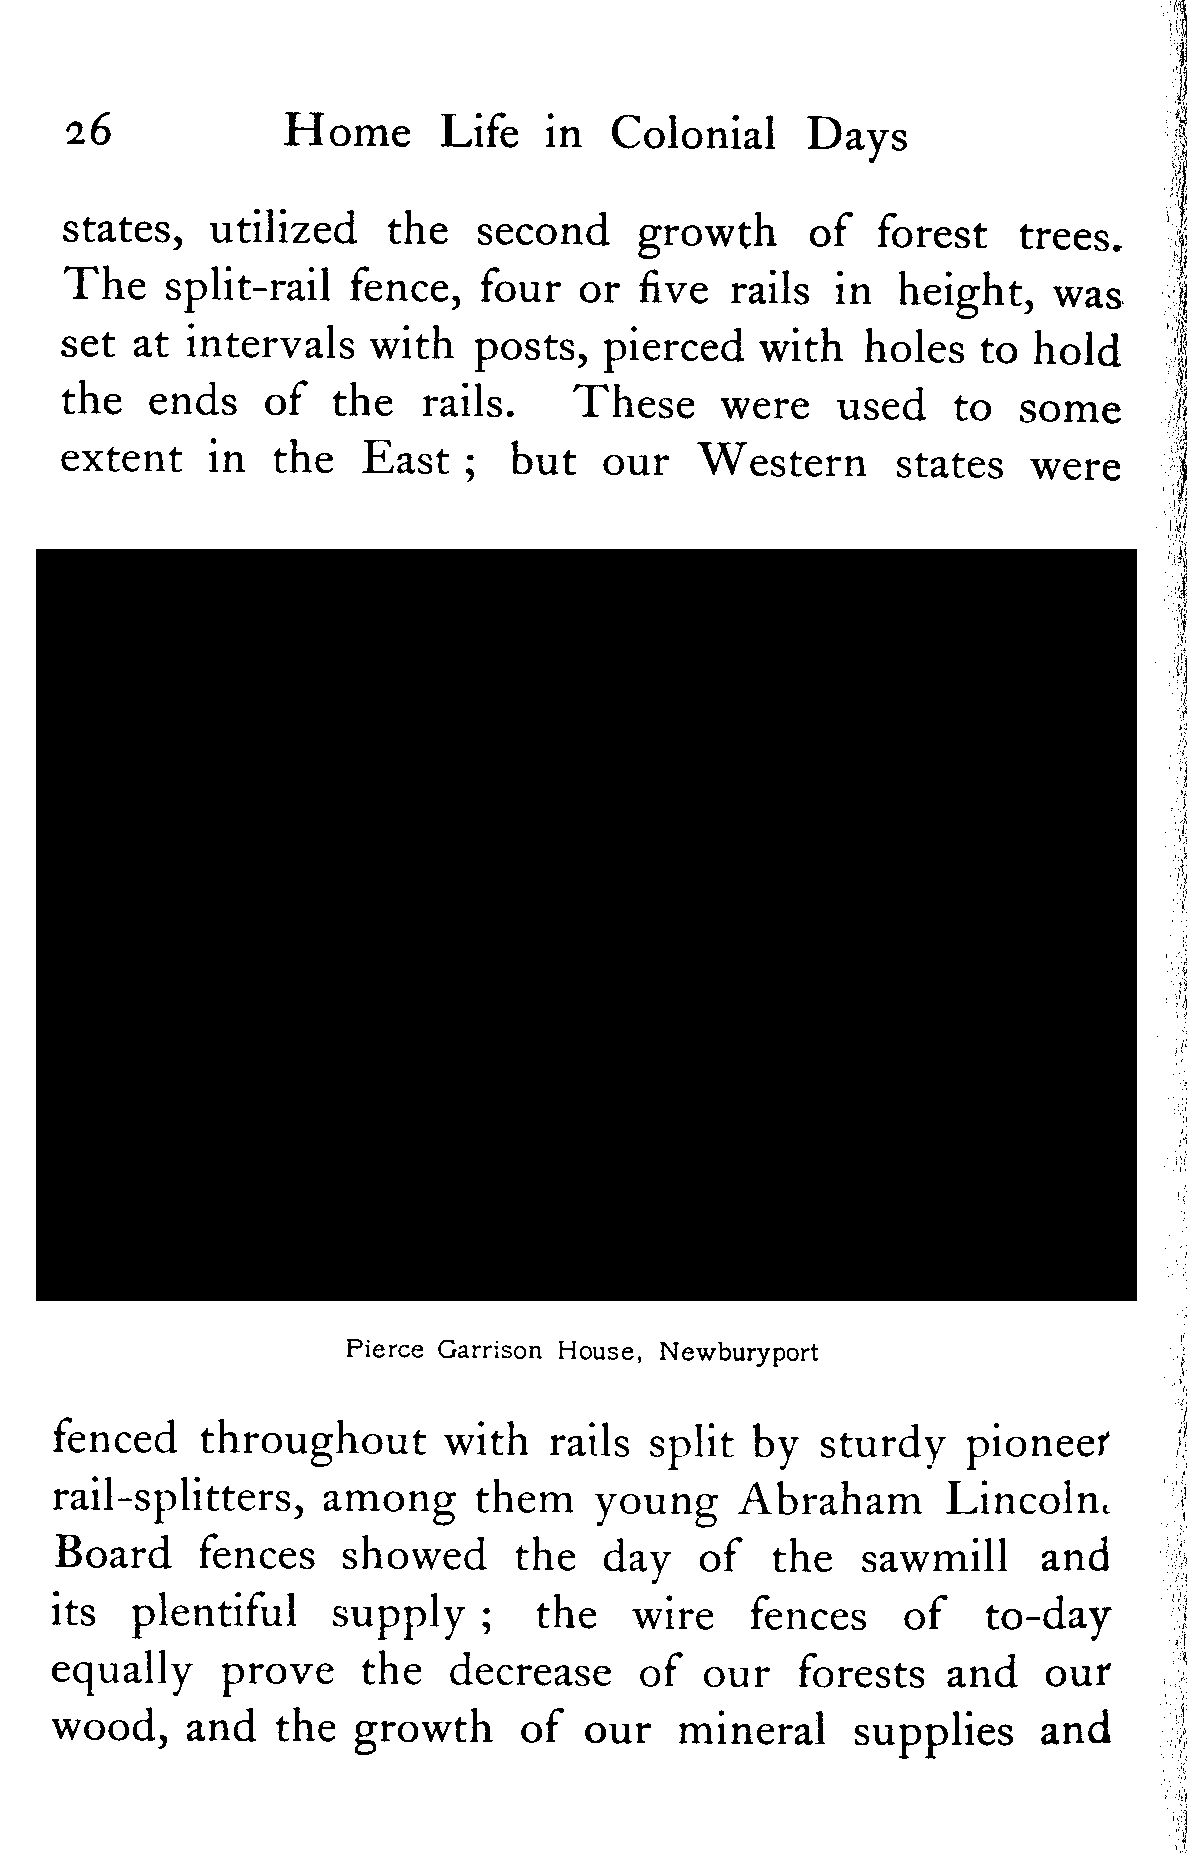 26 Home Life in Colonial Days
states, utilized the second growth of forest trees.
The split-rail fence, four or five rails in height, was
set at intervals with posts, pierced with holes to hold
the ends of the rails. These were used to some
extent in the East ; but our Western states were
Pierce Garrison House, Newburyport
fenced throughout with rails split by sturdy pioneer
rail-splitters, among them young Abraham Lincoln.
Board fences showed the day of the sawmill and
its plentiful supply ; the wire fences of to-day
equally prove the decrease of our forests and our
wood, and the growth of our mineral supplies and